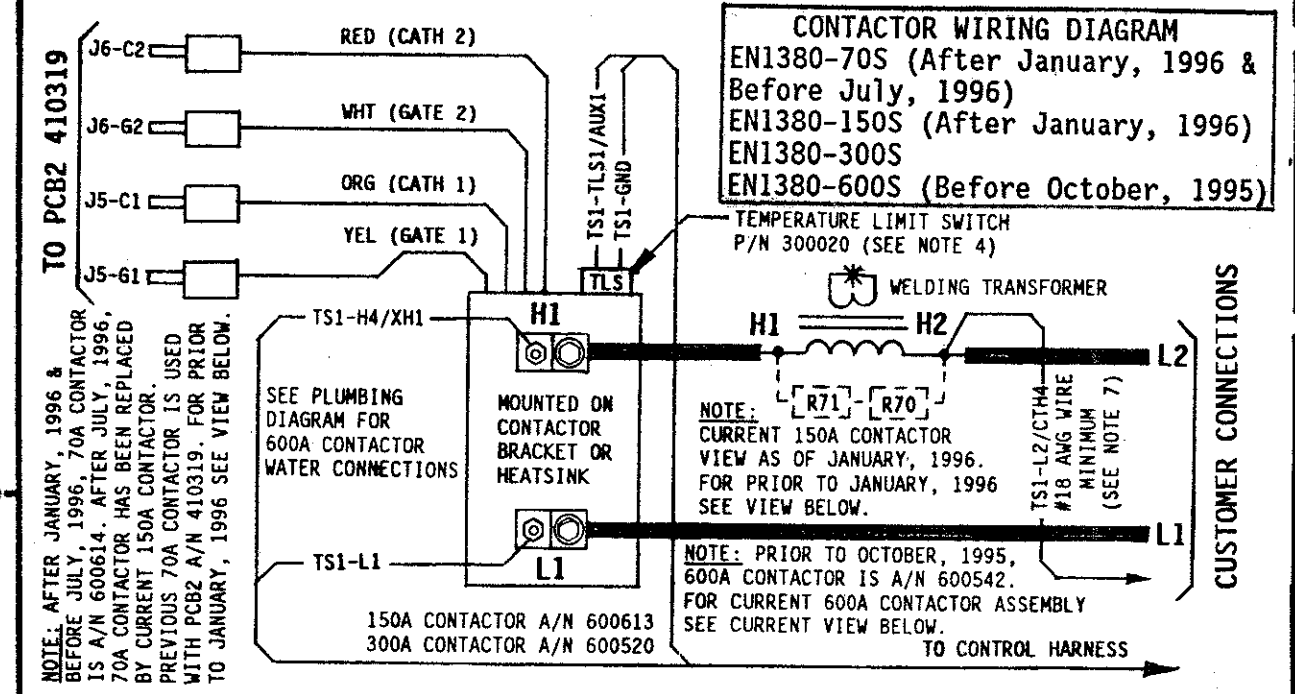 CONTACTOR WIRING DIAGRAM
EN1380-70S (After January, 1996 &
Before July, 1996)
EN1380-150S (After January, 1996)
EN1380-300S
EN1380-600S (Before October, 1995)
TO PCB2 410319
J6-C2
RED (CATH 2)
J6-G2
WHT (GATE 2)
J5-C1
ORG (CATH 1)
J5-G1
YEL (GATE 1)
TS1-TLS1/AUX1
TS1-GND
TLS
TEMPERATURE LIMIT SWITCH
P/N 300020 (SEE NOTE 4)
WELDING TRANSFORMER
H1
H2
L2
TS1-H4/XH1
H1
SEE PLUMBING
DIAGRAM FOR
600A CONTACTOR
WATER CONNECTIONS
MOUNTED ON
CONTACTOR
BRACKET OR
HEATSINK
R71
R70
NOTE:
CURRENT 150A CONTACTOR
VIEW AS OF JANUARY, 1996.
FOR PRIOR TO JANUARY, 1996
SEE VIEW BELOW.
TS1-L2/CTH4
#18 AWG WIRE
MINIMUM
(SEE NOTE 7)
CUSTOMER CONNECTIONS
L1
TS1-L1
L1
NOTE: PRIOR TO OCTOBER, 1995,
600A CONTACTOR IS A/N 600542.
FOR CURRENT 600A CONTACTOR ASSEMBLY
SEE CURRENT VIEW BELOW.
150A CONTACTOR A/N 600613
300A CONTACTOR A/N 600520
TO CONTROL HARNESS
NOTE: AFTER JANUARY, 1996 &
BEFORE JULY, 1996, 70A CONTACTOR
IS A/N 600614. AFTER JULY, 1996,
70A CONTACTOR HAS BEEN REPLACED
BY CURRENT 150A CONTACTOR.
PREVIOUS 70A CONTACTOR IS USED
WITH PCB2 A/N 410319. FOR PRIOR
TO JANUARY, 1996 SEE VIEW BELOW.